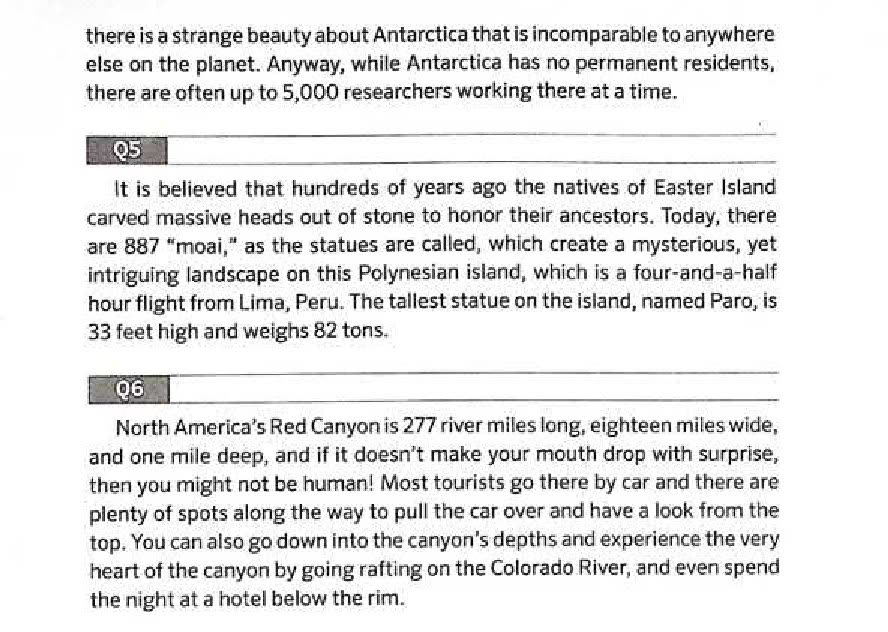 there is a strange beauty about Antarctica that is incomparable to anywhere
else on the planet. Anyway, while Antarctica has no permanent residents,
there are often up to 5,000 researchers working there at a time.
Q5
It is believed that hundreds of years ago the natives of Easter Island
carved massive heads out of stone to honor their ancestors. Today, there
are 887 “moai,” as the statues are called, which create a mysterious, yet
intriguing landscape on this Polynesian island, which is a four-and-a-half
hour flight from Lima, Peru. The tallest statue on the island, named Paro, is
33 feet high and weighs 82 tons.
Q6
North America’s Red Canyon is 277 river miles long, eighteen miles wide,
and one mile deep, and if it doesn’t make your mouth drop with surprise,
then you might not be human! Most tourists go there by car and there are
plenty of spots along the way to pull the car over and have a look from the
top. You can also go down into the canyon’s depths and experience the very
heart of the canyon by going rafting on the Colorado River, and even spend
the night at a hotel below the rim.